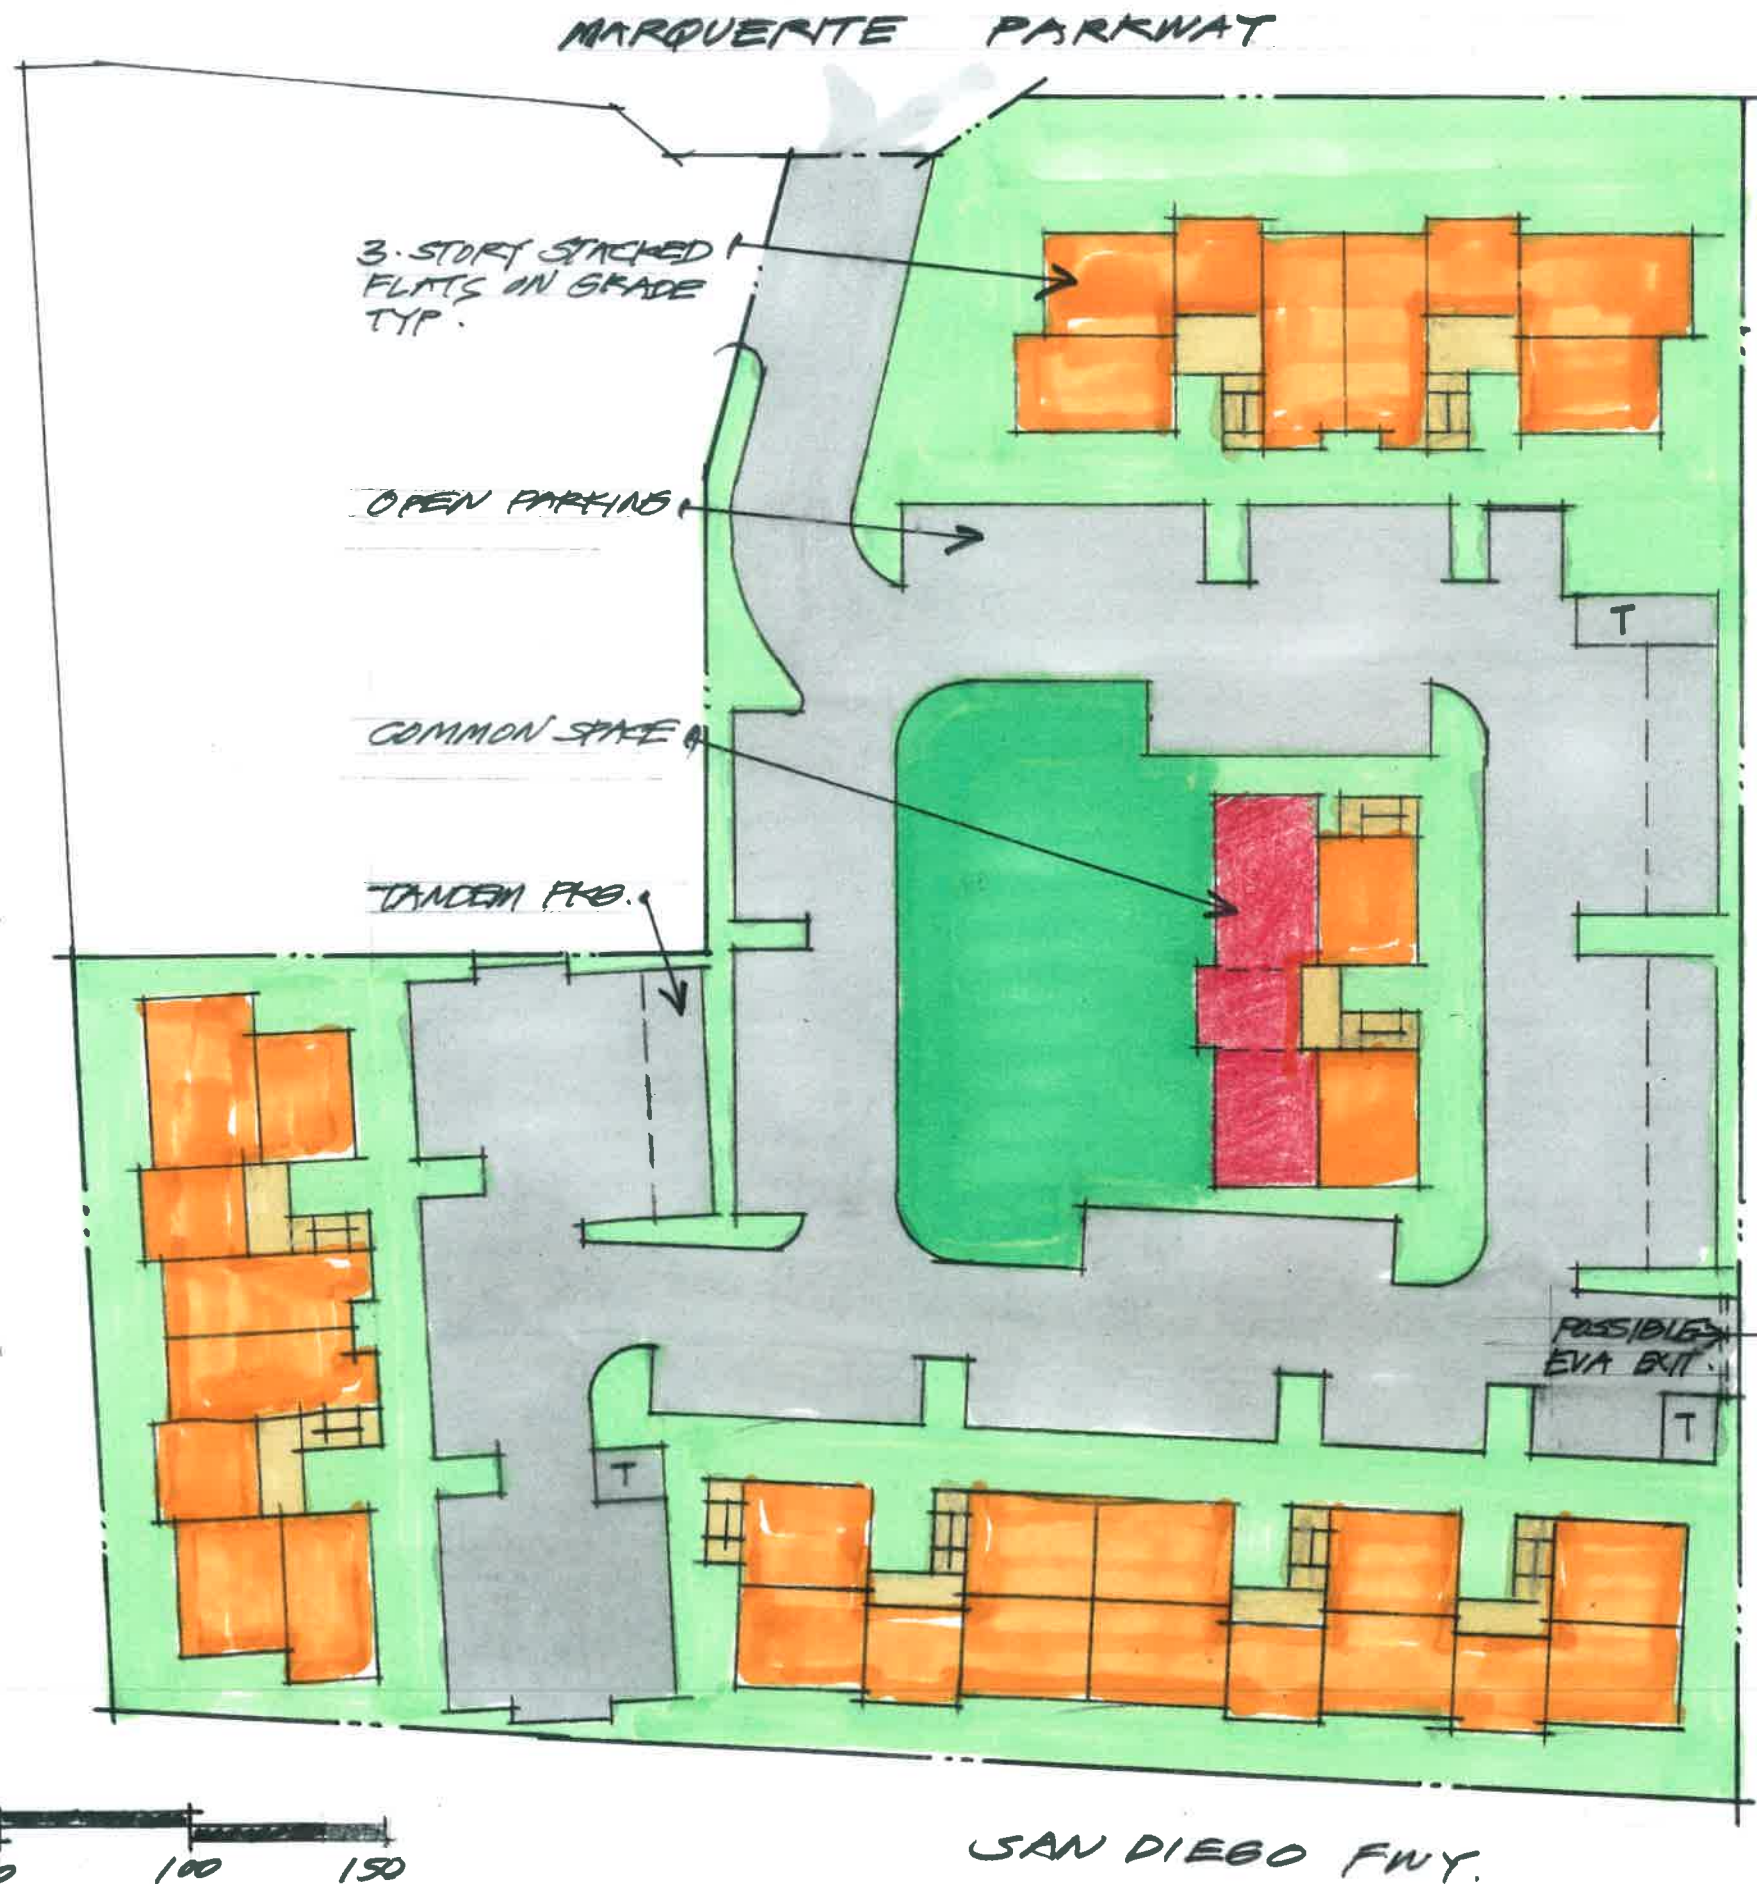 MARQUERITE PARKWAY
3-STORY STACKED
FLATS ON GRADE
TYP.
OPEN PARKING
T
COMMON SPACE
TANDEM PKG.
POSSIBLE
EVA EXIT.
T
T
0 100 150
SAN DIEGO FWY.